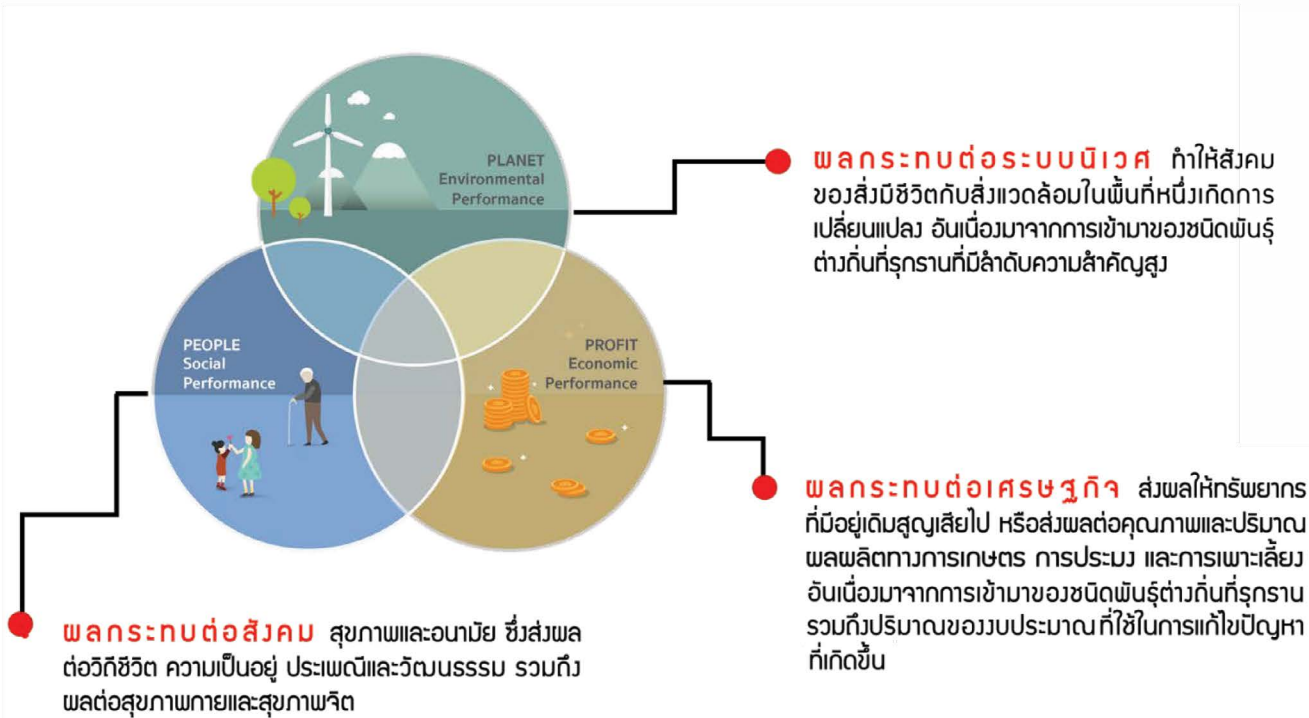 PLANET
Environmental
Performance
PEOPLE
Social
Performance
PROFIT
Economic
Performance
ผลกระทบต่อระบบนิเวศ ทำให้สังคม
ของสิ่งมีชีวิตกับสิ่งแวดล้อมในพื้นที่หนึ่งเกิดการ
เปลี่ยนแปลง อันเนื่องมาจากการเข้ามาของชนิดพันธุ์
ต่างถิ่นที่รุกรานที่มีลำดับความสำคัญสูง
ผลกระทบต่อเศรษฐกิจ ส่งผลให้ทรัพยากร
ที่มีอยู่เดิมสูญเสียไป หรือส่งผลต่อคุณภาพและปริมาณ
ผลผลิตทางการเกษตร การประมง และการเพาะเลี้ยง
อันเนื่องมาจากการเข้ามาของชนิดพันธุ์ต่างถิ่นที่รุกราน
รวมถึงปริมาณของงบประมาณที่ใช้ในการแก้ไขปัญหา
ที่เกิดขึ้น
ผลกระทบต่อสังคม สุขภาพและอนามัย ซึ่งส่งผล
ต่อวิถีชีวิต ความเป็นอยู่ ประเพณีและวัฒนธรรม รวมถึง
ผลต่อสุขภาพกายและสุขภาพจิต